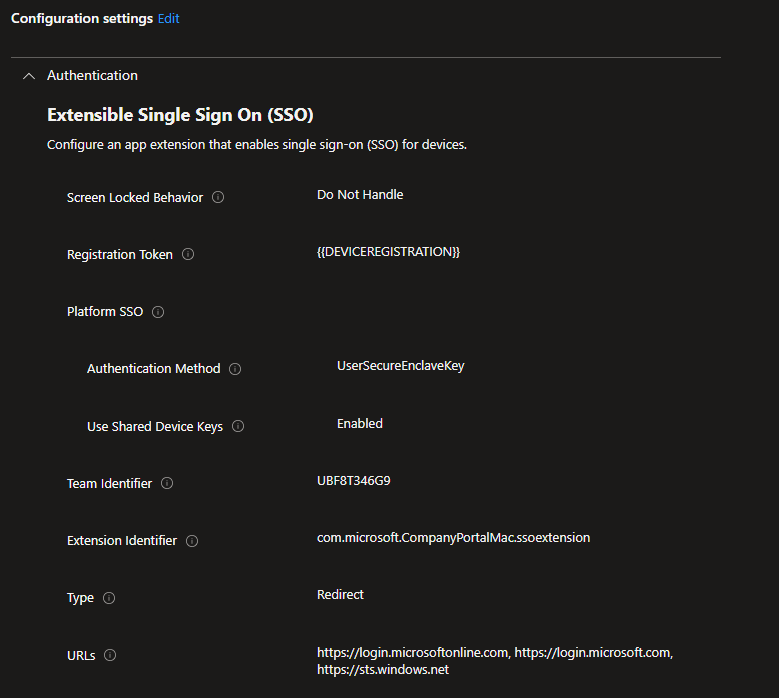 Configuration settings Edit
Authentication
Extensible Single Sign On (SSO)
Configure an app extension that enables single sign-on (SSO) for devices.
Screen Locked Behavior Do Not Handle
Registration Token {{DEVICEREGISTRATION}}
Platform SSO
Authentication Method UserSecureEnclaveKey
Use Shared Device Keys Enabled
Team Identifier UBF8T346G9
Extension Identifier com.microsoft.CompanyPortalMac.ssoextension
Type Redirect
URLs https://login.microsoftonline.com, https://login.microsoft.com,
https://sts.windows.net